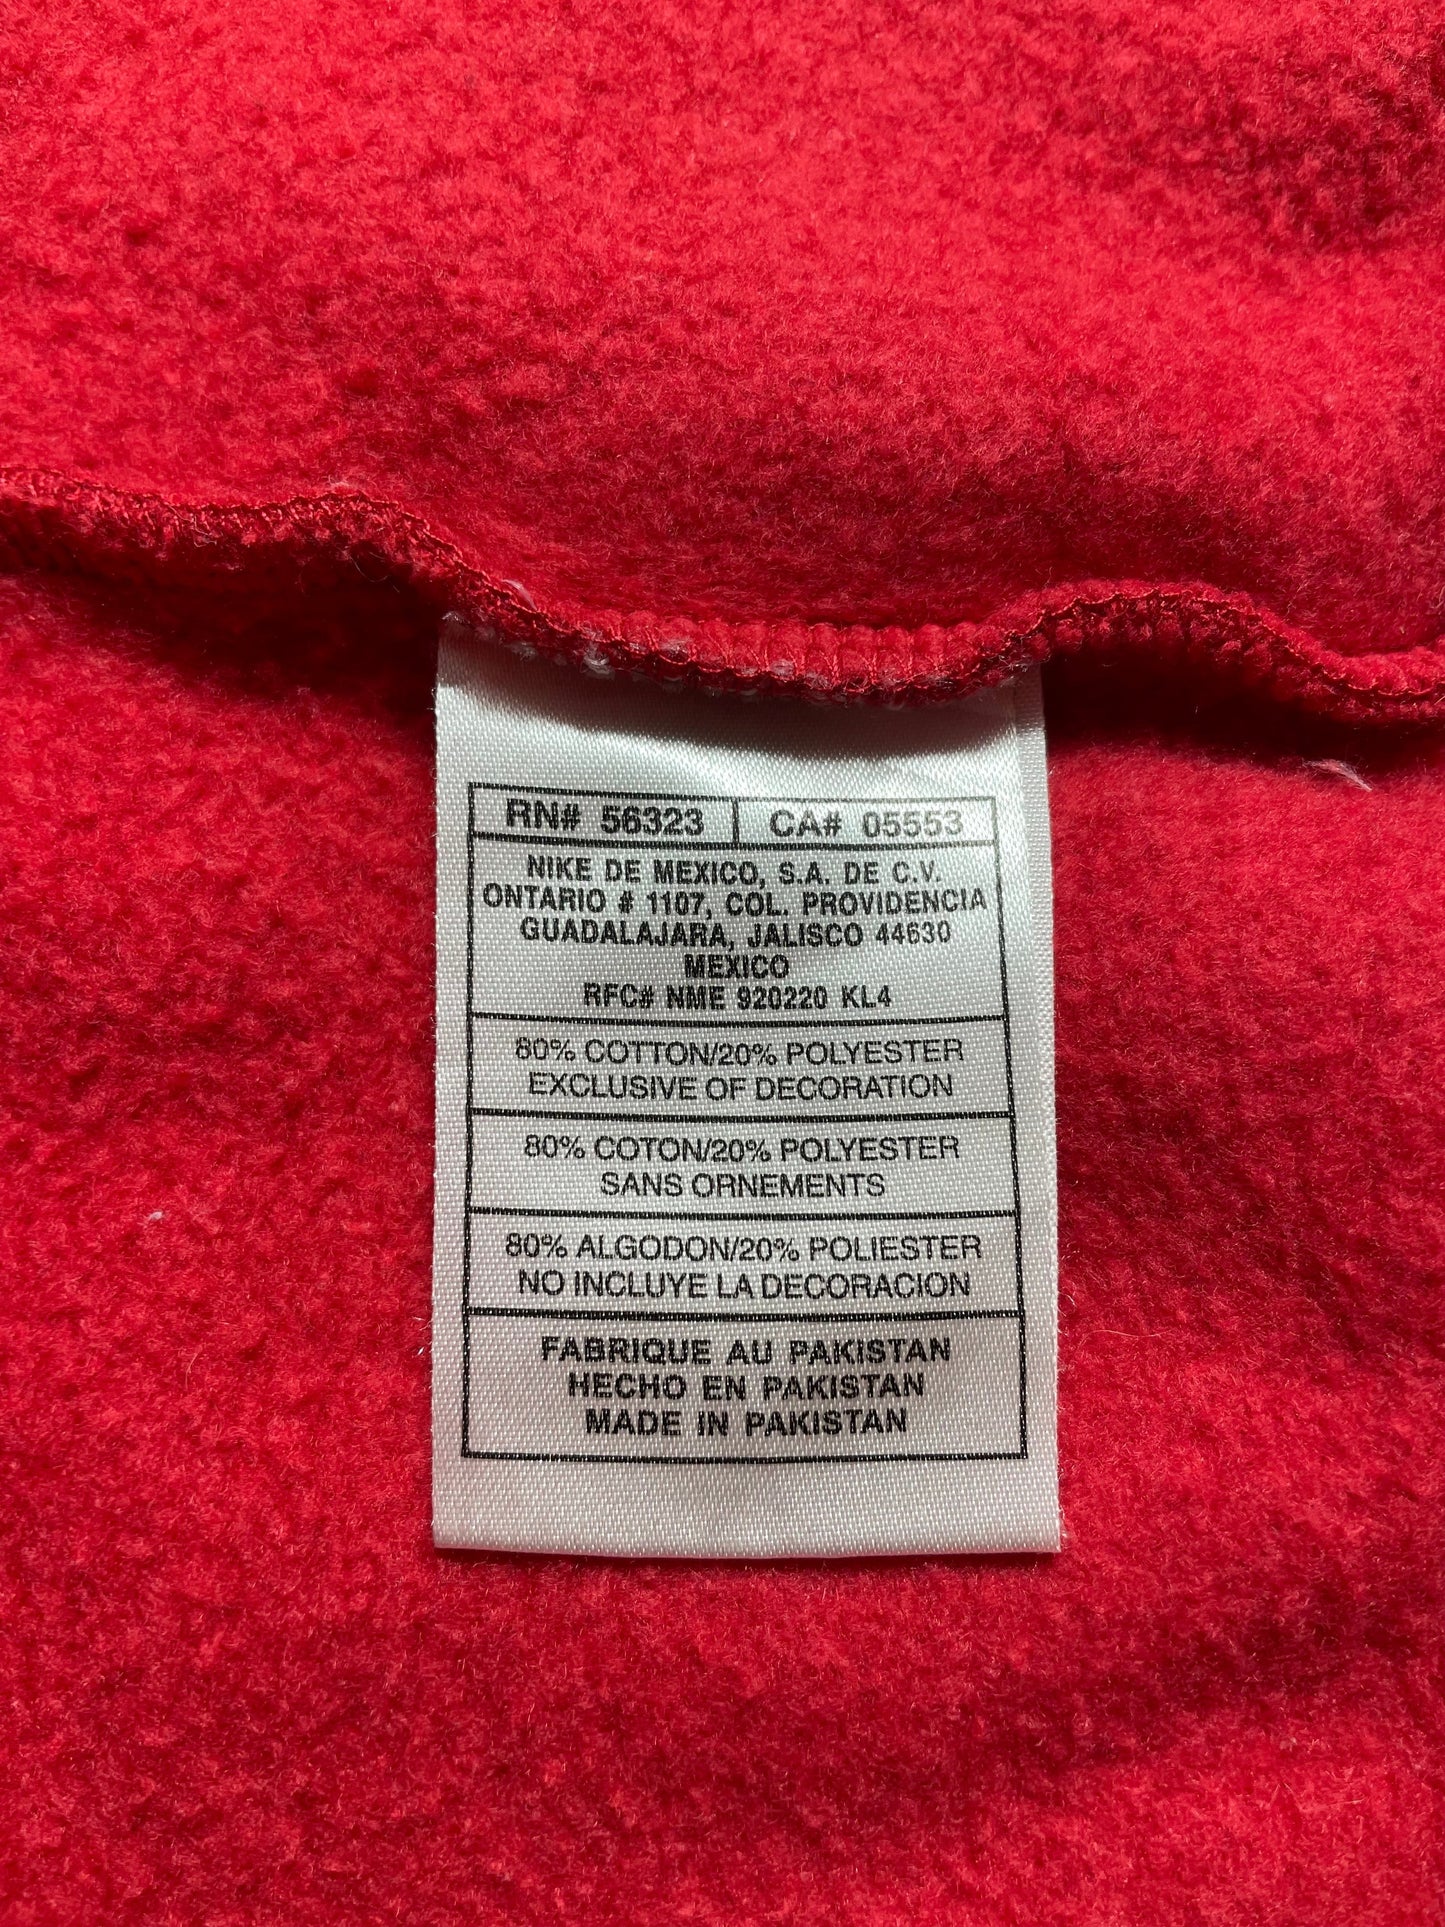 RN# 56323 CA# 05553
NIKE DE MEXICO, S.A. DE C.V.
ONTARIO # 1107, COL. PROVIDENCIA
GUADALAJARA, JALISCO 44630
MEXICO
RFC# NME 920220 KL4
80% COTTON/20% POLYESTER
EXCLUSIVE OF DECORATION
80% COTON/20% POLYESTER
SANS ORNEMENTS
80% ALGODON/20% POLIESTER
NO INCLUYE LA DECORACION
FABRIQUE AU PAKISTAN
HECHO EN PAKISTAN
MADE IN PAKISTAN